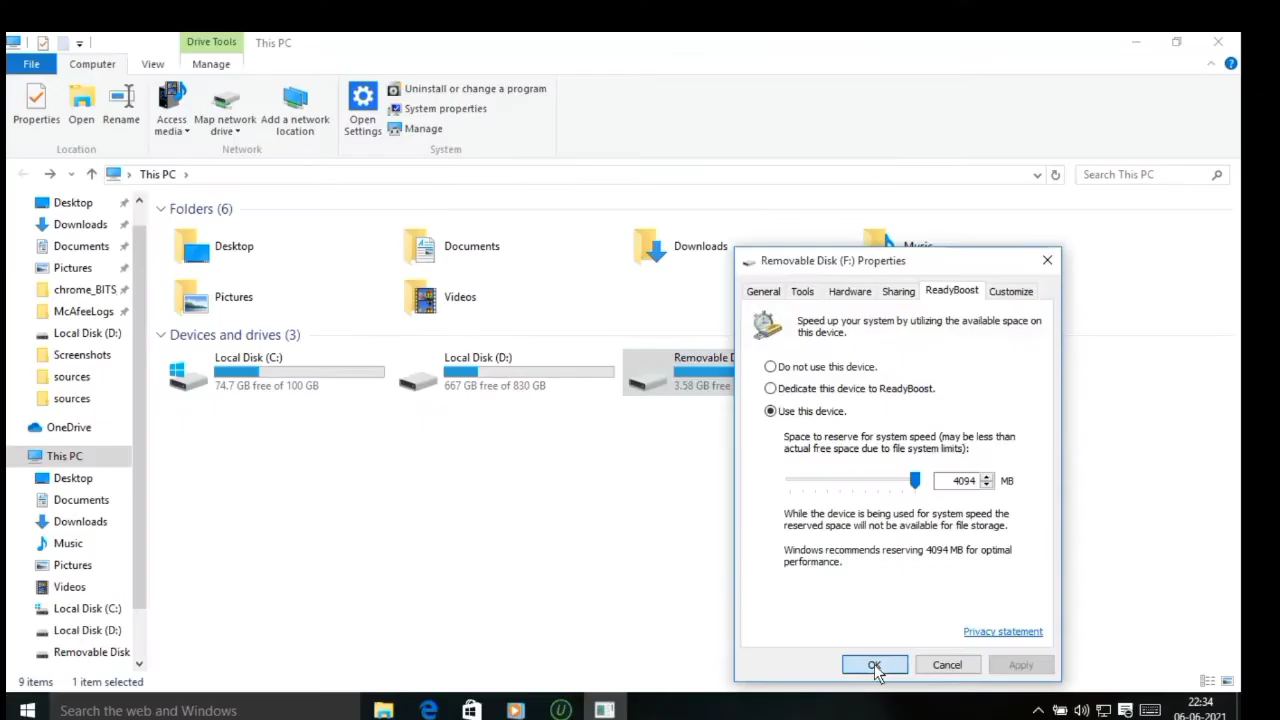 Drive Tools
This PC
File
Computer
View
Manage
Properties
Open
Rename
Access media
Map network drive
Add a network location
Open Settings
Uninstall or change a program
System properties
Manage
Location
Network
System
This PC
Search This PC
Desktop
Downloads
Documents
Pictures
chrome_BITS
McAfeeLogs
Local Disk (D:)
Screenshots
sources
sources
OneDrive
This PC
Desktop
Documents
Downloads
Music
Pictures
Videos
Local Disk (C:)
Local Disk (D:)
Removable Disk
Folders (6)
Desktop
Documents
Downloads
Music
Pictures
Videos
Devices and drives (3)
Local Disk (C:)
74.7 GB free of 100 GB
Local Disk (D:)
667 GB free of 830 GB
Removable D
3.58 GB free
Removable Disk (F:) Properties
General
Tools
Hardware
Sharing
ReadyBoost
Customize
Speed up your system by utilizing the available space on
this device.
Do not use this device.
Dedicate this device to ReadyBoost.
Use this device.
Space to reserve for system speed (may be less than
actual free space due to file system limits):
4094 MB
While the device is being used for system speed the
reserved space will not be available for file storage.
Windows recommends reserving 4094 MB for optimal
performance.
Privacy statement
OK
Cancel
Apply
9 items
1 item selected
Search the web and Windows
22:34
06-06-2021